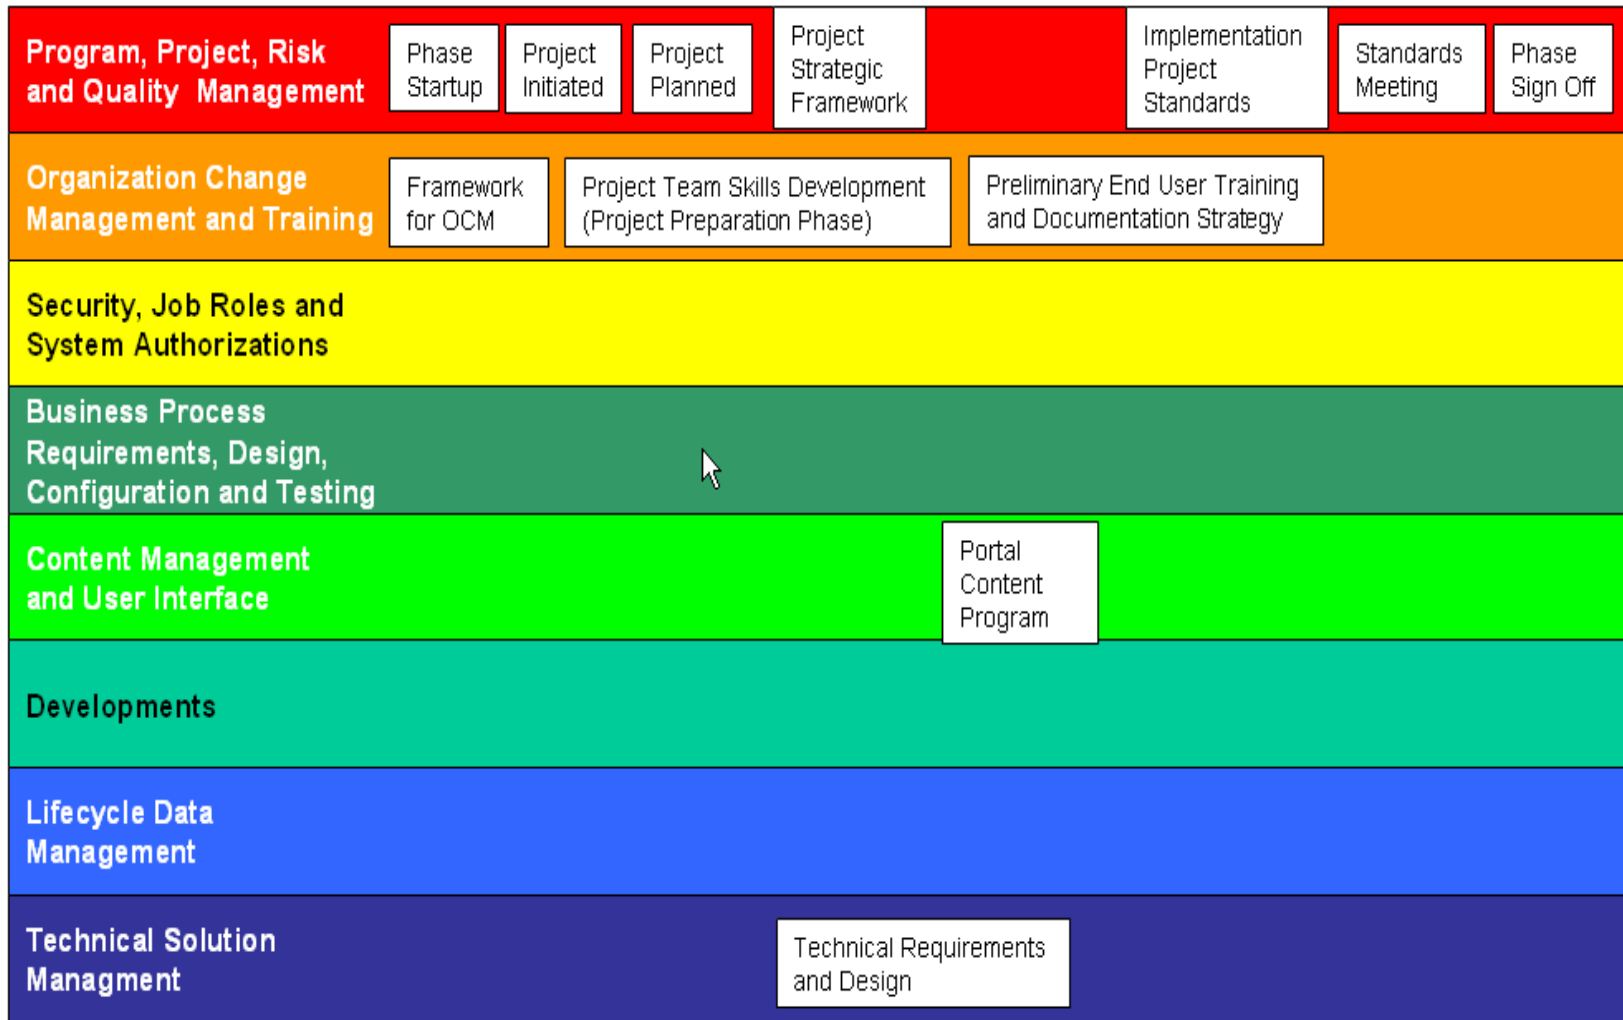 Program, Project, Risk
and Quality Management
Phase
Startup
Project
Initiated
Project
Planned
Project
Strategic
Framework
Implementation
Project
Standards
Standards
Meeting
Phase
Sign Off
Organization Change
Management and Training
Framework
for OCM
Project Team Skills Development
(Project Preparation Phase)
Preliminary End User Training
and Documentation Strategy
Security, Job Roles and
System Authorizations
Business Process
Requirements, Design,
Configuration and Testing
Content Management
and User Interface
Portal
Content
Program
Developments
Lifecycle Data
Management
Technical Solution
Managment
Technical Requirements
and Design